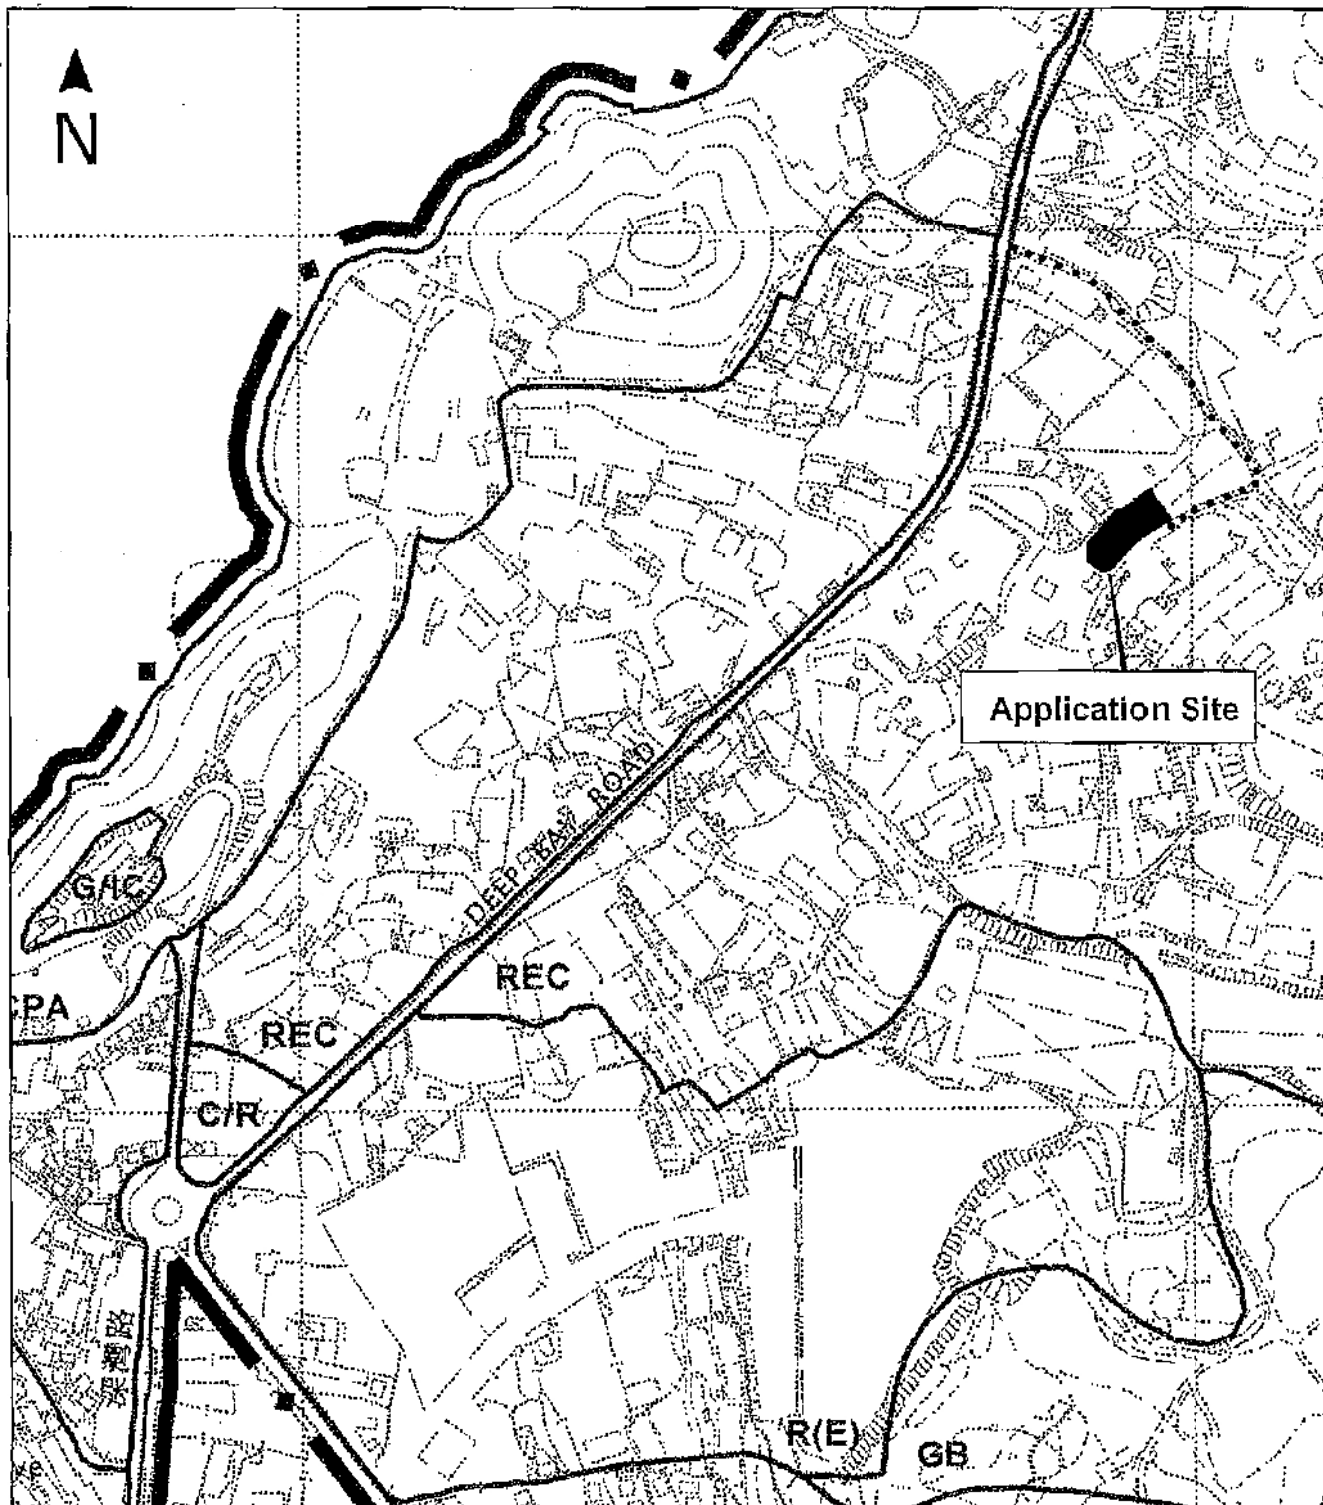 N
Application Site
DEEP BAY ROAD
G/IC
CPA
REC
REC
C/R
深灣路
R(E)
GB